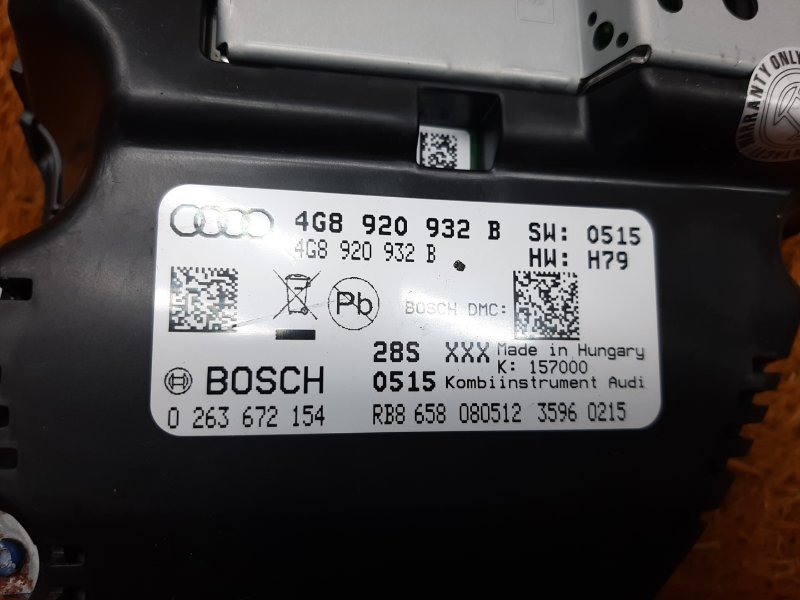 WARRANTY ONLY
4G8 920 932 B SW: 0515
4G8 920 932 B HW: H79
Pb BOSCH DMC:
28S XXX Made in Hungary
K: 157000
BOSCH 0515 Kombiinstrument Audi
0 263 672 154 RB8 658 080512 3596 0215